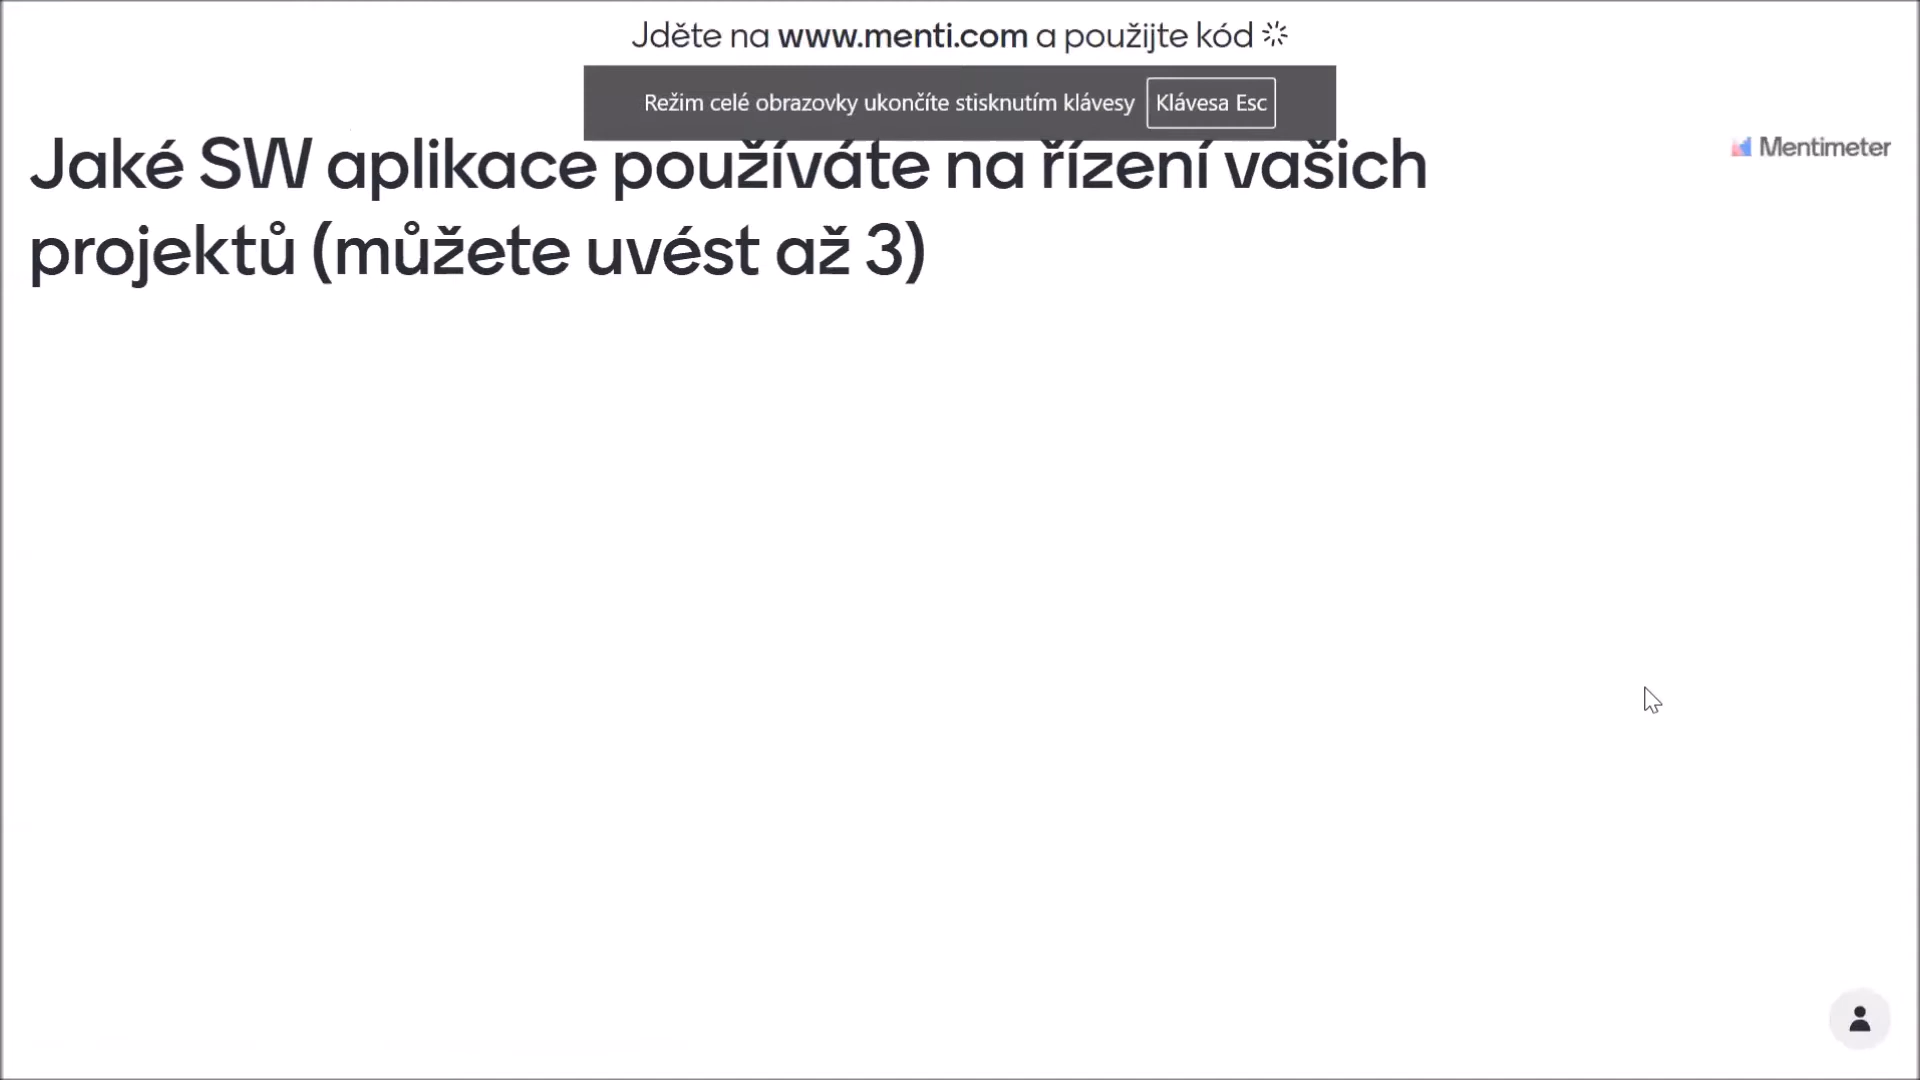 Jděte na www.menti.com a použijte kód
Režim celé obrazovky ukončíte stisknutím klávesy Klávesa Esc
Jaké SW aplikace používáte na řízení vašich
projektů (můžete uvést až 3)
Mentimeter